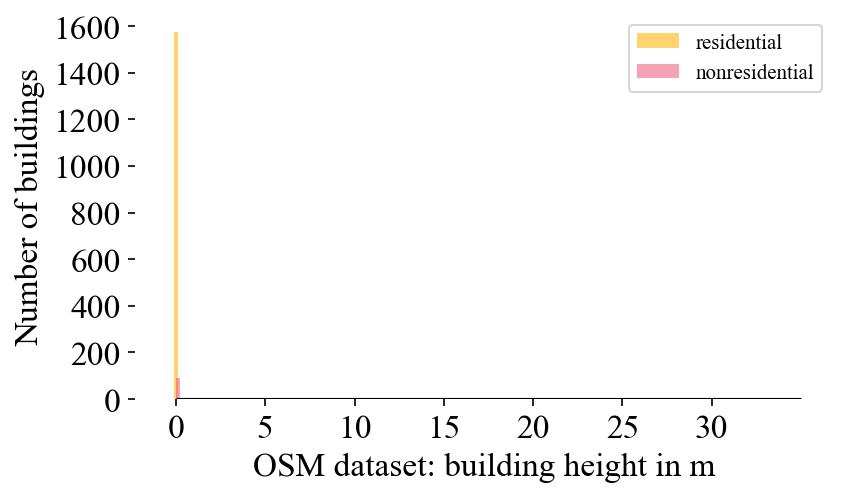 1600
1400
1200
1000
800
600
400
200
0
Number of buildings
residential
nonresidential
0 5 10 15 20 25 30
OSM dataset: building height in m